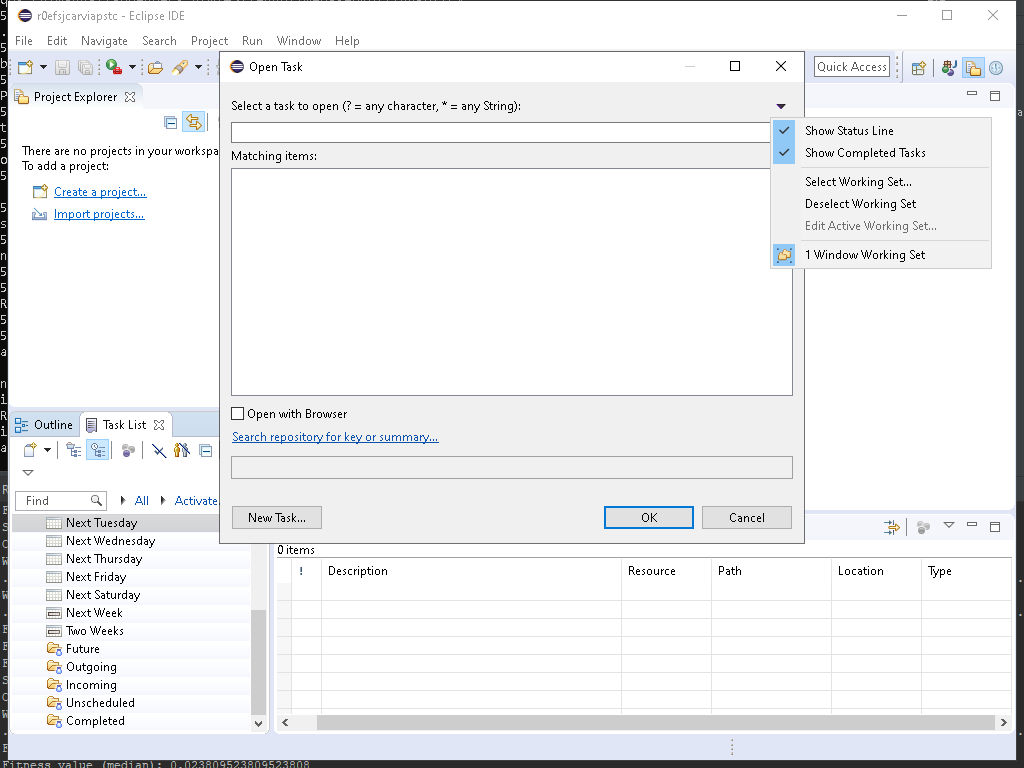 r0efsjcarviapstc - Eclipse IDE
File Edit Navigate Search Project Run Window Help
Quick Access
Project Explorer
There are no projects in your workspa
To add a project:
Create a project...
Import projects...
Open Task
Select a task to open (? = any character, * = any String):
Matching items:
Show Status Line
Show Completed Tasks
Select Working Set...
Deselect Working Set
Edit Active Working Set...
1 Window Working Set
Open with Browser
Search repository for key or summary...
New Task...
OK
Cancel
Outline
Task List
Find
All
Activate
Next Tuesday
Next Wednesday
Next Thursday
Next Friday
Next Saturday
Next Week
Two Weeks
Future
Outgoing
Incoming
Unscheduled
Completed
0 items
! Description Resource Path Location Type
Fitness value (median): 0.023809523809523808